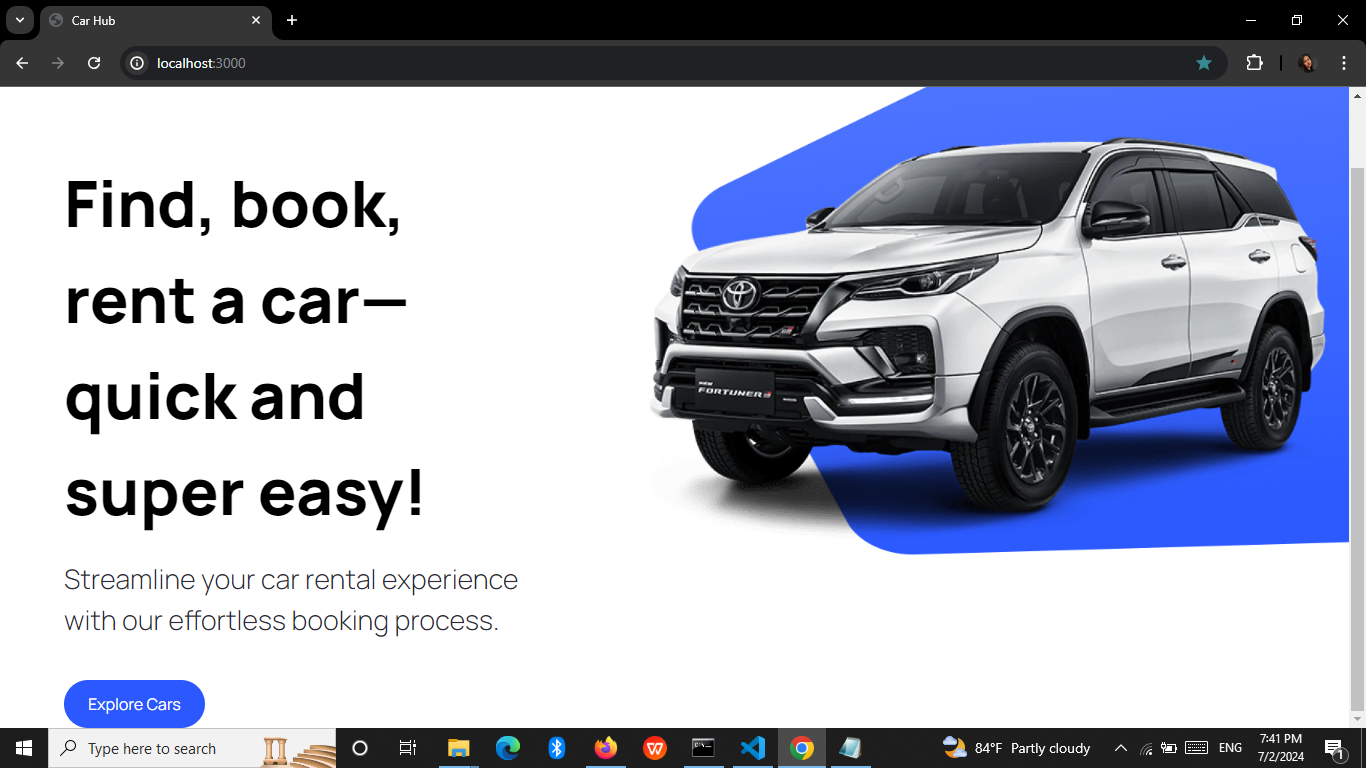 Car Hub
localhost:3000
Find, book,
rent a car—
quick and
super easy!
Streamline your car rental experience
with our effortless booking process.
Explore Cars
NEW
FORTUNER
Type here to search
84°F Partly cloudy
ENG
7:41 PM
7/2/2024
1